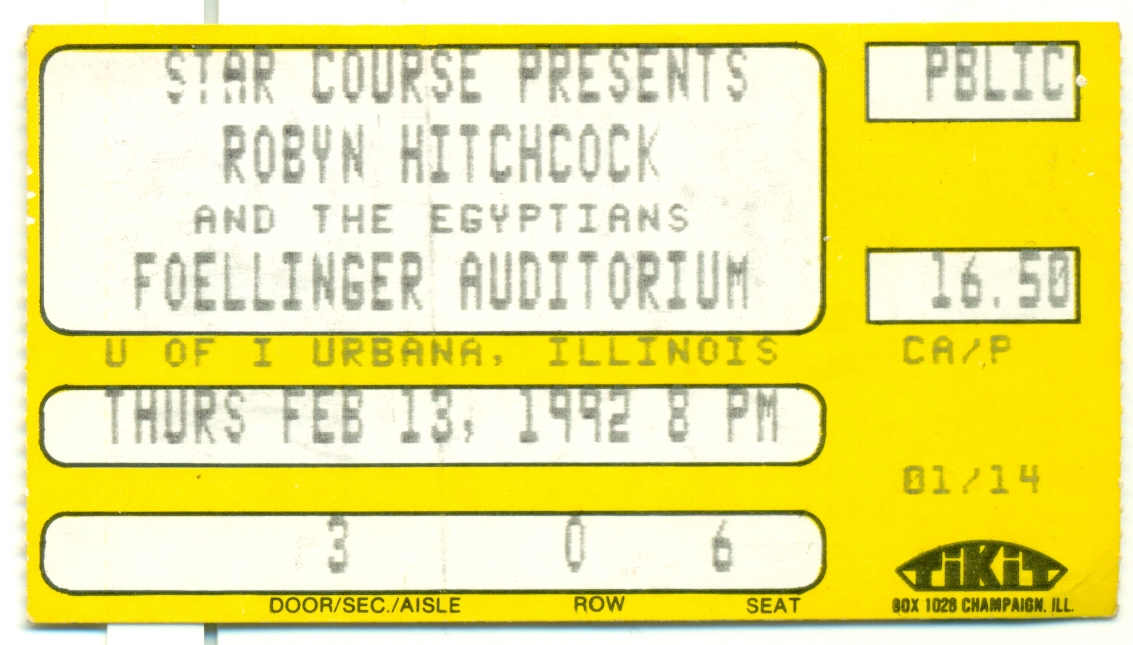 STAR COURSE PRESENTS
PBLIC
ROBYN HITCHCOCK
AND THE EGYPTIANS
FOELLINGER AUDITORIUM
16.50
U OF I URBANA, ILLINOIS
CA/P
THURS FEB 13, 1992 8 PM
01/14
3 O 6
DOOR/SEC./AISLE ROW SEAT
TiKiT
BOX 1028 CHAMPAIGN, ILL.